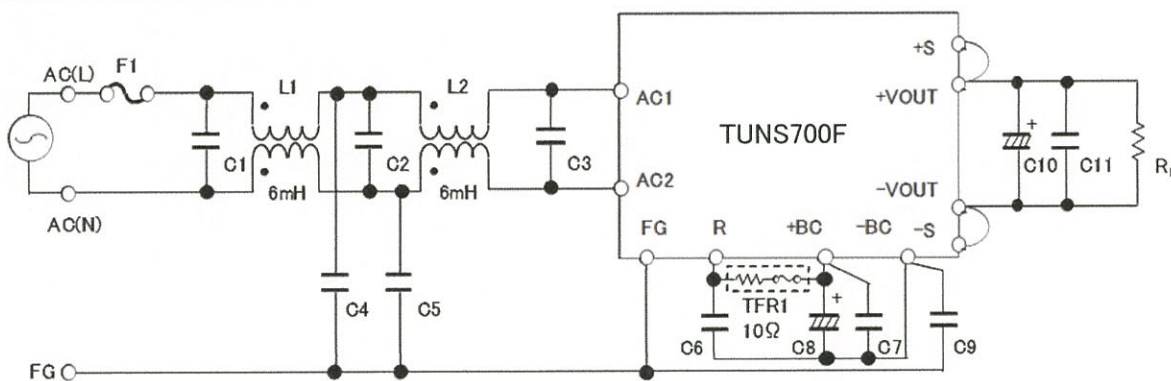 AC(L)
F1
L1
L2
AC1
+S
+VOUT
TUNS700F
C1
C2
C3
C10
C11
6mH
6mH
AC2
-VOUT
AC(N)
FG
R
+BC
-BC
-S
C4
C5
TFR1
10Ω
C6
C8
C7
C9
FG